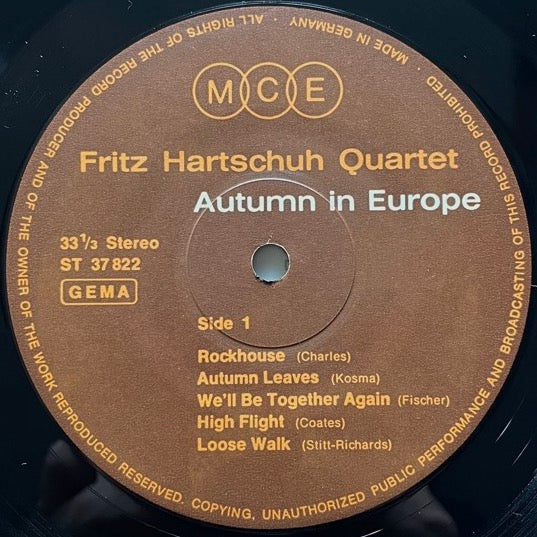 MADE IN GERMANY · ALL RIGHTS OF THE RECORD PRODUCER AND OF THE OWNER OF THE WORK REPRODUCED RESERVED. COPYING, UNAUTHORIZED PUBLIC PERFORMANCE AND BROADCASTING OF THIS RECORD PROHIBITED ·
MCE
Fritz Hartschuh Quartet
Autumn in Europe
33 1/3 Stereo
ST 37 822
GEMA
Side 1
Rockhouse (Charles)
Autumn Leaves (Kosma)
We'll Be Together Again (Fischer)
High Flight (Coates)
Loose Walk (Stitt-Richards)